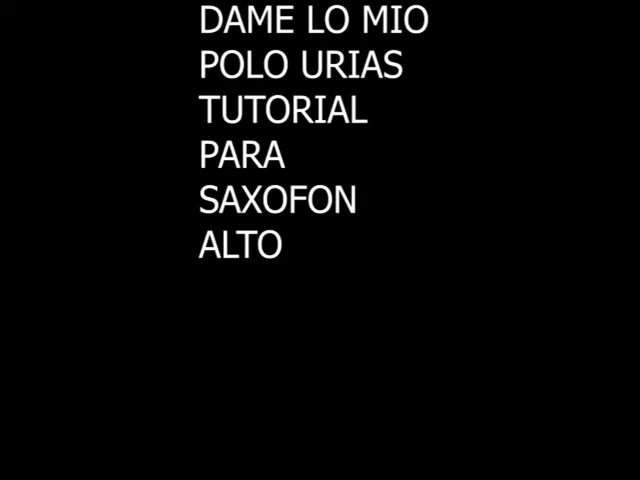 DAME LO MIO
POLO URIAS
TUTORIAL
PARA
SAXOFON
ALTO